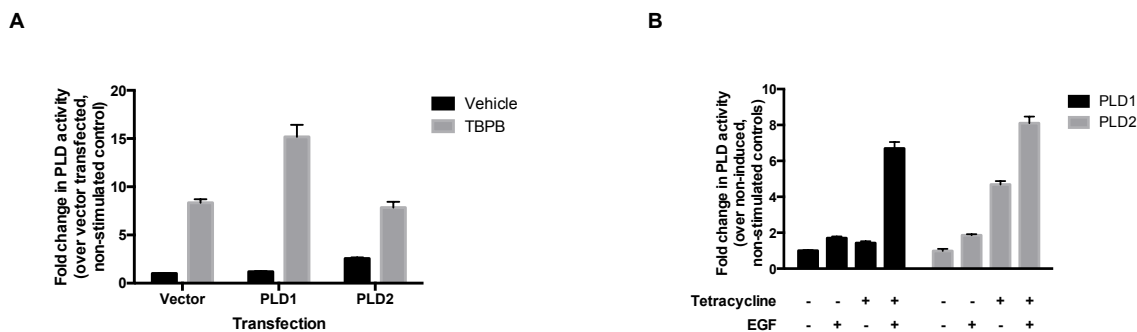 A
Fold change in PLD activity
(over vector transfected,
non-stimulated control)
20
15
10
5
0
Vector PLD1 PLD2
Transfection
Vehicle
TBPB
B
Fold change in PLD activity
(over non-induced,
non-stimulated controls)
10
8
6
4
2
0
Tetracycline - - + + - - + +
EGF - + - + - + - +
PLD1
PLD2